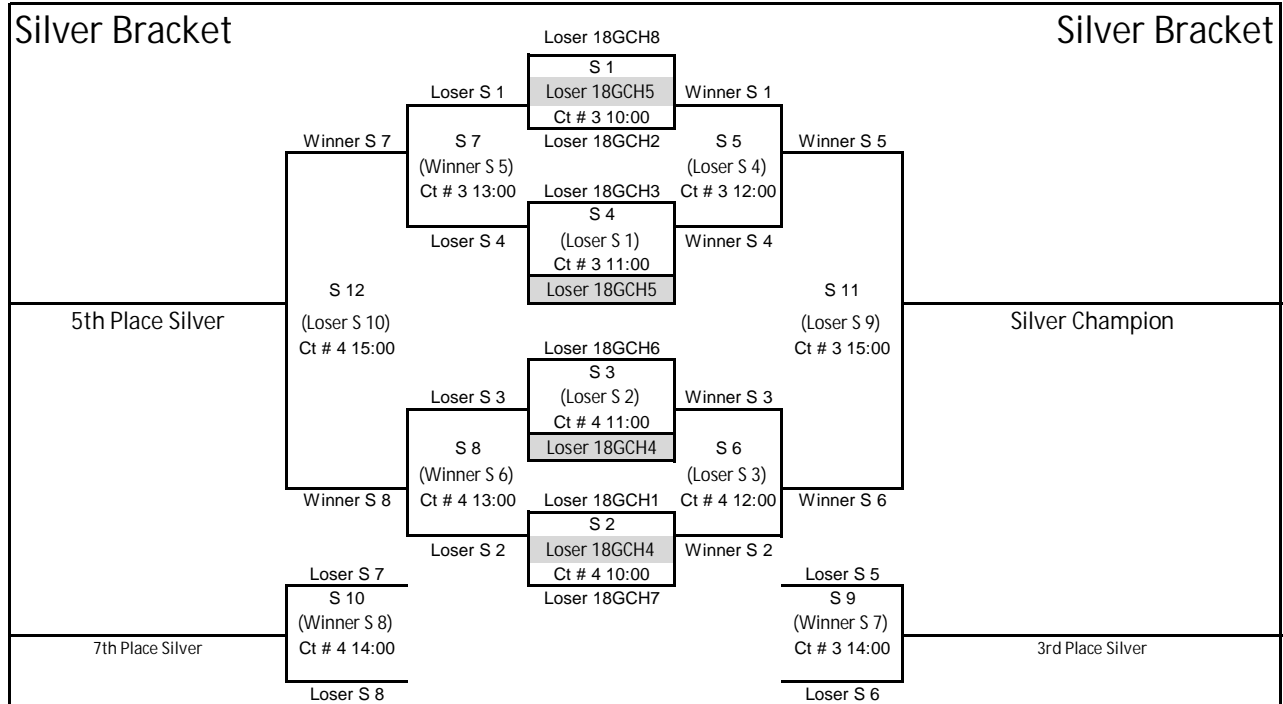 Silver Bracket
Silver Bracket
Loser 18GCH8
S 1
Loser S 1
Loser 18GCH5
Winner S 1
Ct # 3 10:00
Winner S 7
S 7
Loser 18GCH2
S 5
Winner S 5
(Winner S 5)
(Loser S 4)
Ct # 3 13:00
Loser 18GCH3
Ct # 3 12:00
S 4
Loser S 4
(Loser S 1)
Winner S 4
Ct # 3 11:00
S 12
Loser 18GCH5
S 11
5th Place Silver
(Loser S 10)
(Loser S 9)
Silver Champion
Ct # 4 15:00
Loser 18GCH6
Ct # 3 15:00
S 3
Loser S 3
(Loser S 2)
Winner S 3
Ct # 4 11:00
S 8
Loser 18GCH4
S 6
(Winner S 6)
(Loser S 3)
Winner S 8
Ct # 4 13:00
Loser 18GCH1
Ct # 4 12:00
Winner S 6
S 2
Loser S 2
Loser 18GCH4
Winner S 2
Loser S 7
Ct # 4 10:00
Loser S 5
S 10
Loser 18GCH7
S 9
(Winner S 8)
(Winner S 7)
7th Place Silver
Ct # 4 14:00
Ct # 3 14:00
3rd Place Silver
Loser S 8
Loser S 6